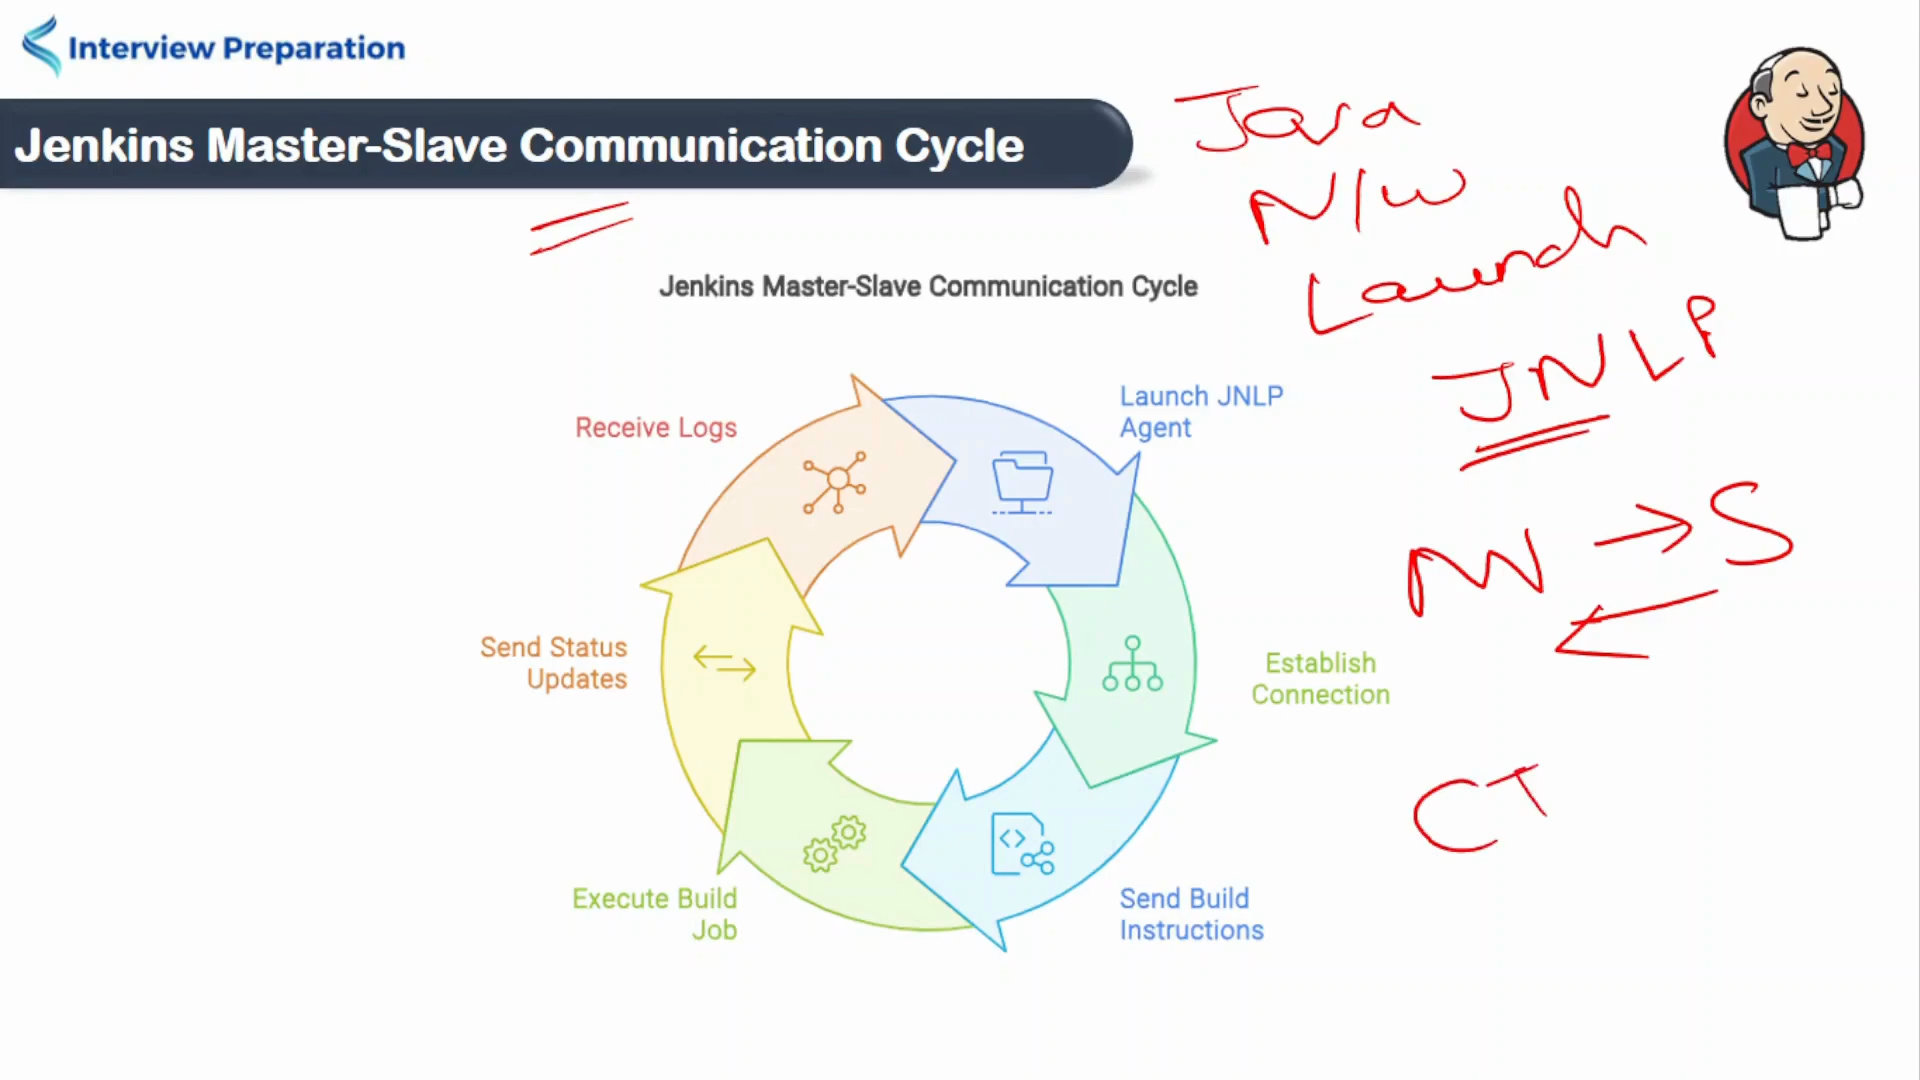 Interview Preparation
Jenkins Master-Slave Communication Cycle
Java
N/W
Launch
JNLP
M → S
←
CT
Jenkins Master-Slave Communication Cycle
Launch JNLP
Agent
Establish
Connection
Send Build
Instructions
Execute Build
Job
Send Status
Updates
Receive Logs